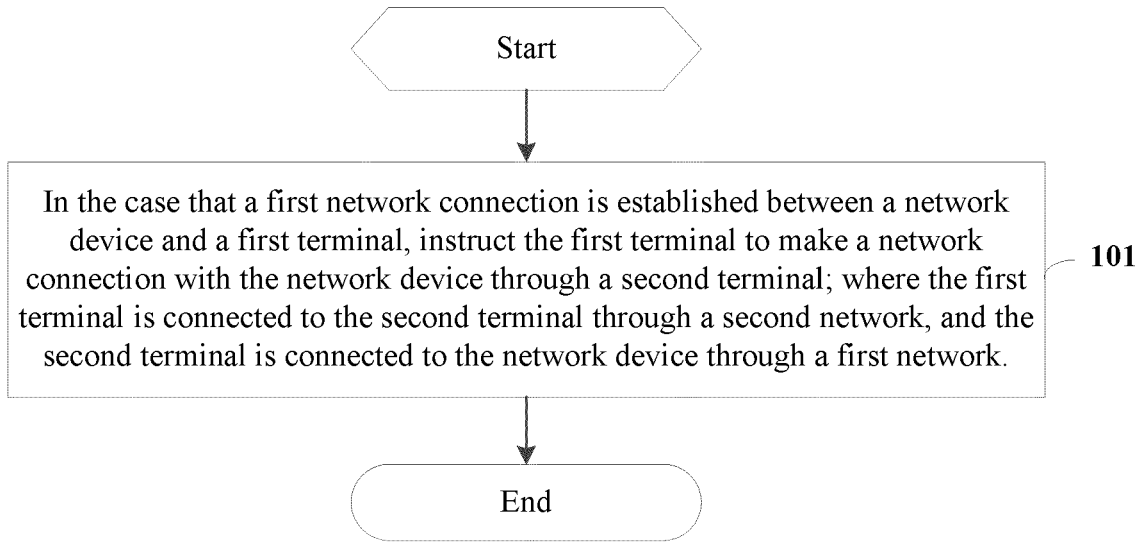 Start
In the case that a first network connection is established between a network
device and a first terminal, instruct the first terminal to make a network
connection with the network device through a second terminal; where the first
terminal is connected to the second terminal through a second network, and the
second terminal is connected to the network device through a first network.
101
End